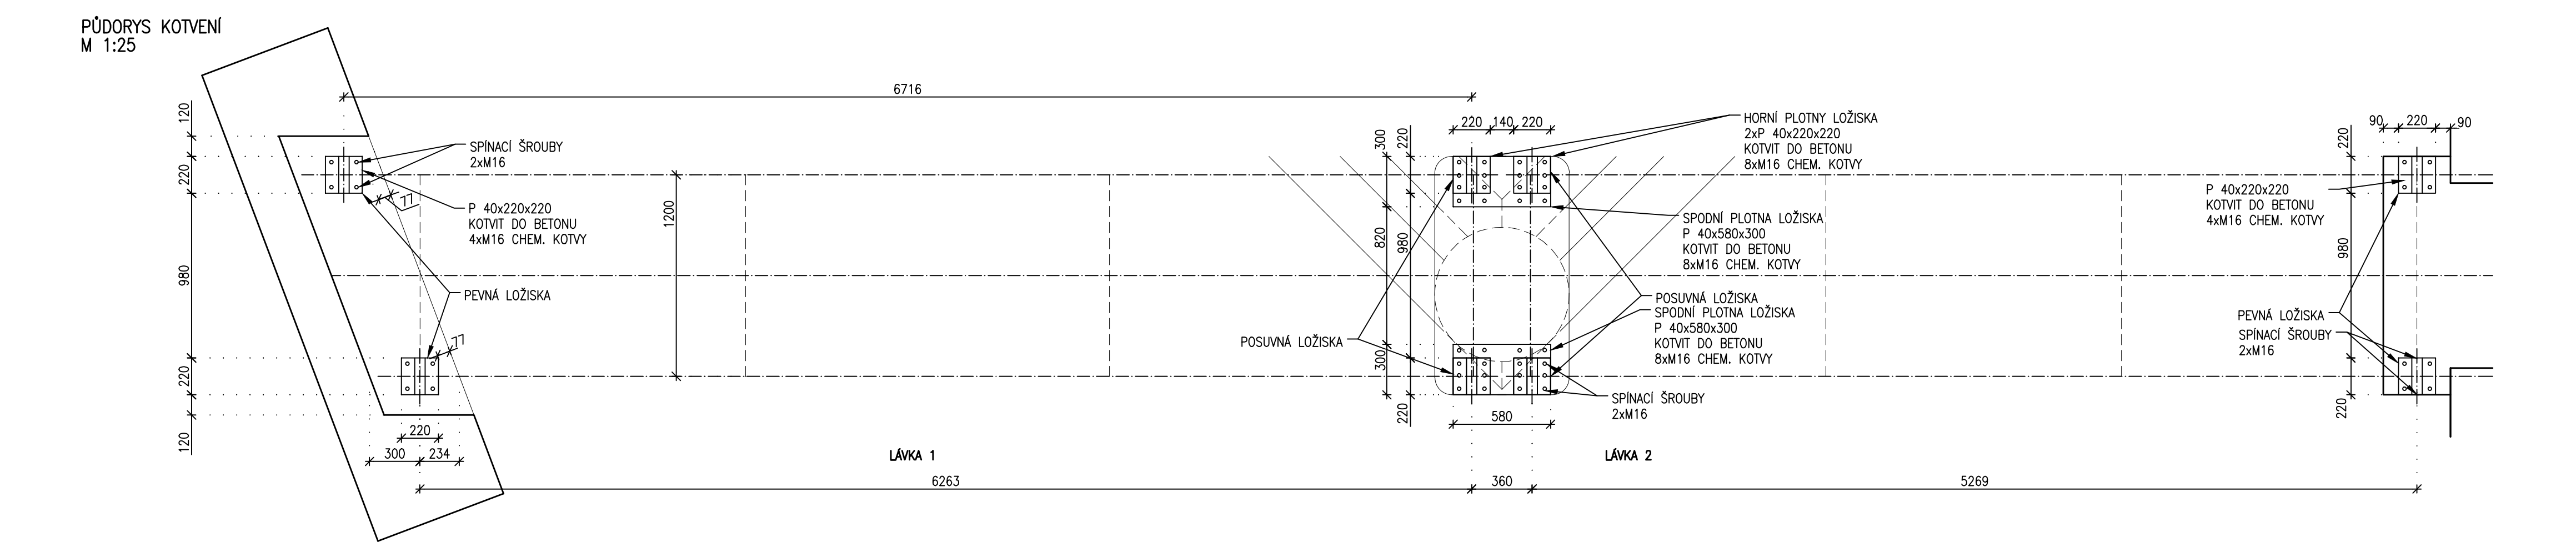 PŮDORYS KOTVENÍ
M 1:25
6716
120
220
980
220
120
SPÍNACÍ ŠROUBY
2xM16
77
P 40x220x220
KOTVIT DO BETONU
4xM16 CHEM. KOTVY
PEVNÁ LOŽISKA
77
220
300
234
1200
LÁVKA 1
6263
360
5269
220
140
220
300
220
820
980
300
220
580
HORNÍ PLOTNY LOŽISKA
2xP 40x220x220
KOTVIT DO BETONU
8xM16 CHEM. KOTVY
SPODNÍ PLOTNA LOŽISKA
P 40x580x300
KOTVIT DO BETONU
8xM16 CHEM. KOTVY
POSUVNÁ LOŽISKA
POSUVNÁ LOŽISKA
SPODNÍ PLOTNA LOŽISKA
P 40x580x300
KOTVIT DO BETONU
8xM16 CHEM. KOTVY
SPÍNACÍ ŠROUBY
2xM16
LÁVKA 2
90
220
90
220
980
220
P 40x220x220
KOTVIT DO BETONU
4xM16 CHEM. KOTVY
PEVNÁ LOŽISKA
SPÍNACÍ ŠROUBY
2xM16